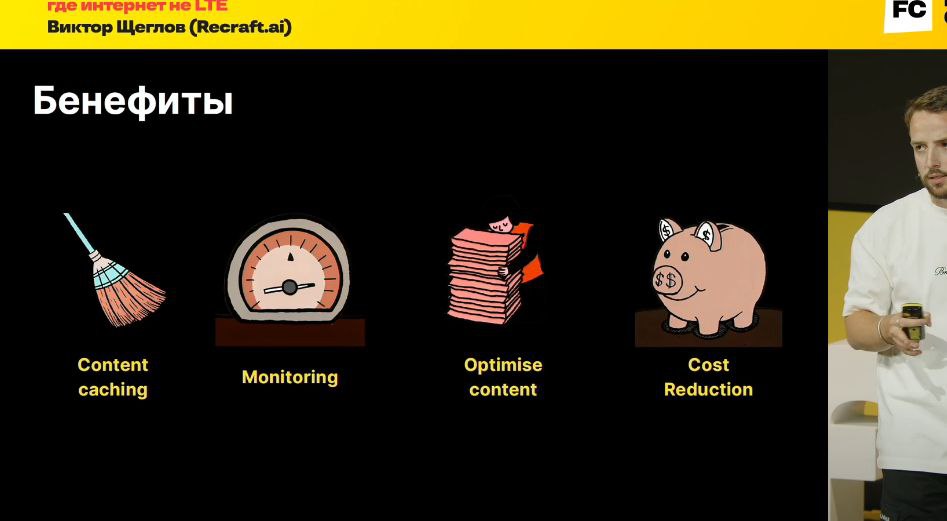 где интернет не LTE
Виктор Щеглов (Recraft.ai)
FC
Бенефиты
$ $
$$
Content
caching
Monitoring
Optimise
content
Cost
Reduction